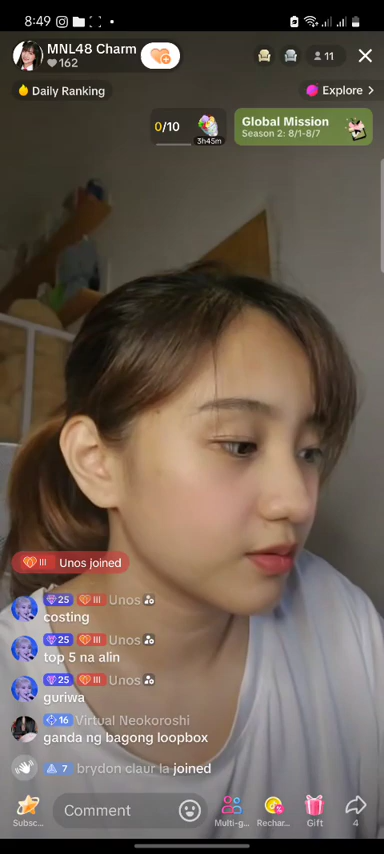 8:49
MNL48 Charm
162
11
Daily Ranking
Explore >
0/10
3h45m
Global Mission
Season 2: 8/1-8/7
III Unos joined
25 III Unos
costing
25 III Unos
top 5 na alin
25 III Unos
guriwa
16 Virtual Neokoroshi
ganda ng bagong loopbox
7 brydon claur la joined
Subsc...
Comment
Multi-g...
Rechar...
Gift
4